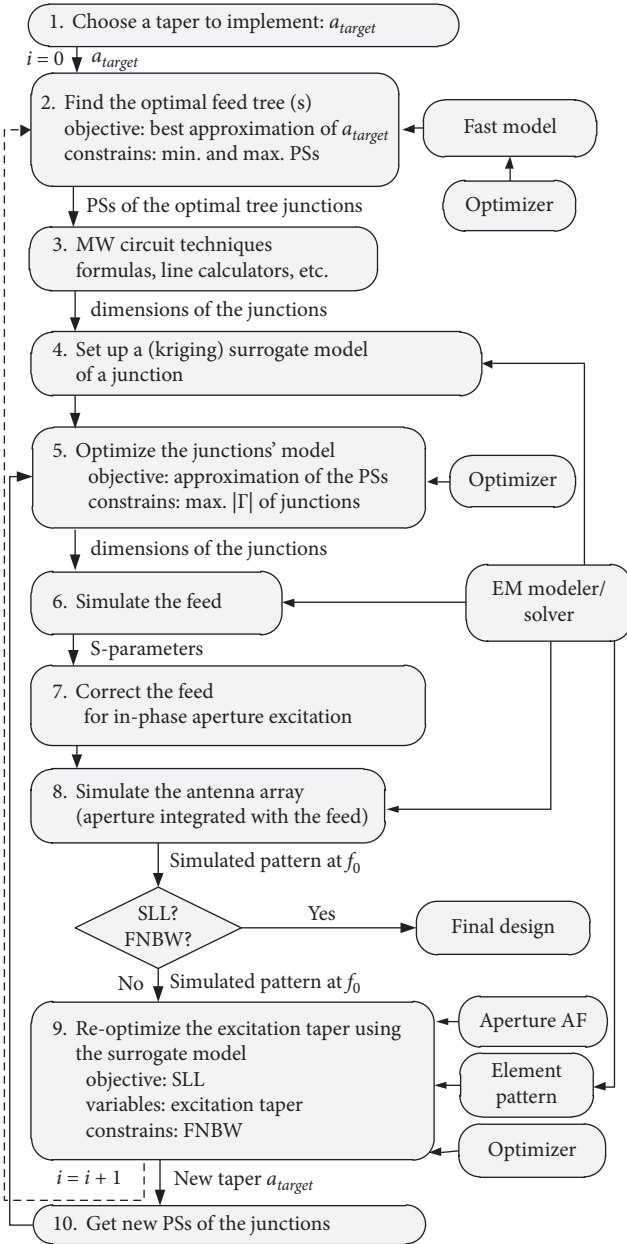 1. Choose a taper to implement: a_target
i = 0
a_target
2. Find the optimal feed tree (s)
objective: best approximation of a_target
constrains: min. and max. PSs
Fast model
Optimizer
PSs of the optimal tree junctions
3. MW circuit techniques
formulas, line calculators, etc.
dimensions of the junctions
4. Set up a (kriging) surrogate model
of a junction
5. Optimize the junctions’ model
objective: approximation of the PSs
constrains: max. |Γ| of junctions
Optimizer
dimensions of the junctions
6. Simulate the feed
EM modeler/
solver
S-parameters
7. Correct the feed
for in-phase aperture excitation
8. Simulate the antenna array
(aperture integrated with the feed)
Simulated pattern at f_0
SLL?
FNBW?
Yes
Final design
No
Simulated pattern at f_0
9. Re-optimize the excitation taper using
the surrogate model
objective: SLL
variables: excitation taper
constrains: FNBW
Aperture AF
Element
pattern
Optimizer
i = i + 1
New taper a_target
10. Get new PSs of the junctions